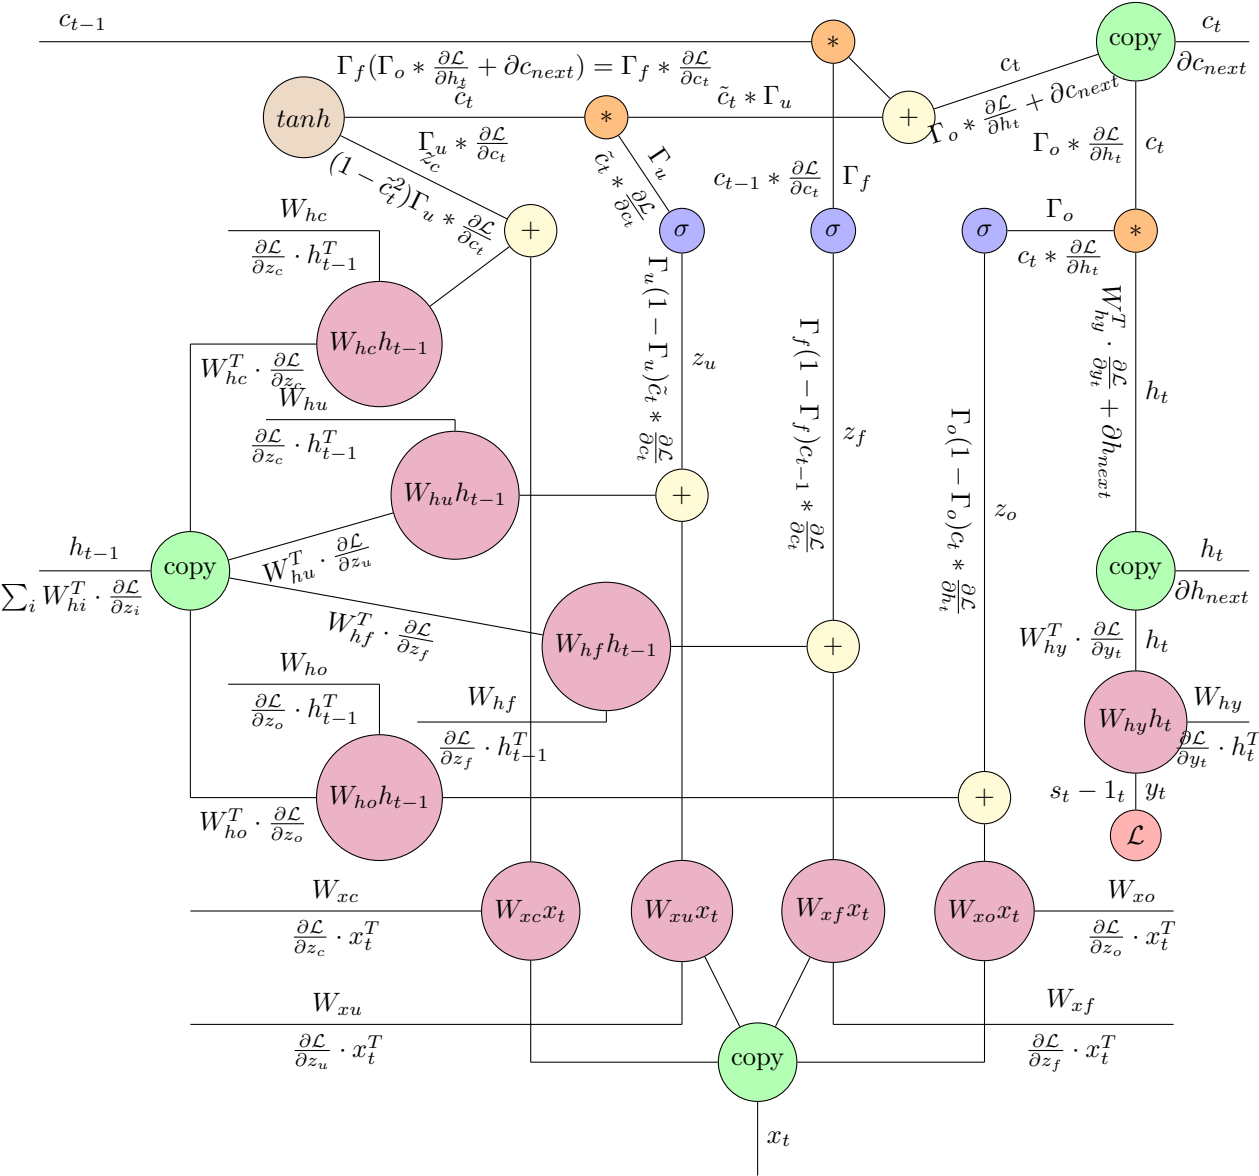 c_{t-1}
*
copy
c_t
∂c_{next}
Γ_f(Γ_o * ∂ℒ/∂h_t + ∂c_{next}) = Γ_f * ∂ℒ/∂c_t
c_t
Γ_o * ∂ℒ/∂h_t + ∂c_{next}
tanh
c̃_t
Γ_u * ∂ℒ/∂c_t
*
c̃_t * Γ_u
+
Γ_o * ∂ℒ/∂h_t
c_t
z_c
(1 − c̃_t^2)Γ_u * ∂ℒ/∂c_t
Γ_u
c̃_t * ∂ℒ/∂c_t
c_{t-1} * ∂ℒ/∂c_t
Γ_f
W_{hc}
∂ℒ/∂z_c · h_{t-1}^T
+
σ
σ
σ
Γ_o
c_t * ∂ℒ/∂h_t
*
W_{hc}h_{t-1}
W_{hc}^T · ∂ℒ/∂z_c
Γ_u(1 − Γ_u)c̃_t * ∂ℒ/∂c_t
z_u
Γ_f(1 − Γ_f)c_{t-1} * ∂ℒ/∂c_t
z_f
Γ_o(1 − Γ_o)c_t * ∂ℒ/∂h_t
z_o
W_{hy}^T · ∂ℒ/∂y_t + ∂h_{next}
h_t
W_{hu}
∂ℒ/∂z_c · h_{t-1}^T
W_{hu}h_{t-1}
+
h_{t-1}
∑_i W_{hi}^T · ∂ℒ/∂z_i
copy
W_{hu}^T · ∂ℒ/∂z_u
copy
h_t
∂h_{next}
W_{hf}^T · ∂ℒ/∂z_f
W_{hf}h_{t-1}
+
W_{hy}^T · ∂ℒ/∂y_t
h_t
W_{ho}
∂ℒ/∂z_o · h_{t-1}^T
W_{hf}
∂ℒ/∂z_f · h_{t-1}^T
W_{hy}h_t
W_{hy}
∂ℒ/∂y_t · h_t^T
W_{ho}h_{t-1}
W_{ho}^T · ∂ℒ/∂z_o
+
s_t − 1_t
y_t
ℒ
W_{xc}
∂ℒ/∂z_c · x_t^T
W_{xc}x_t
W_{xu}x_t
W_{xf}x_t
W_{xo}x_t
W_{xo}
∂ℒ/∂z_o · x_t^T
W_{xu}
∂ℒ/∂z_u · x_t^T
W_{xf}
∂ℒ/∂z_f · x_t^T
copy
x_t